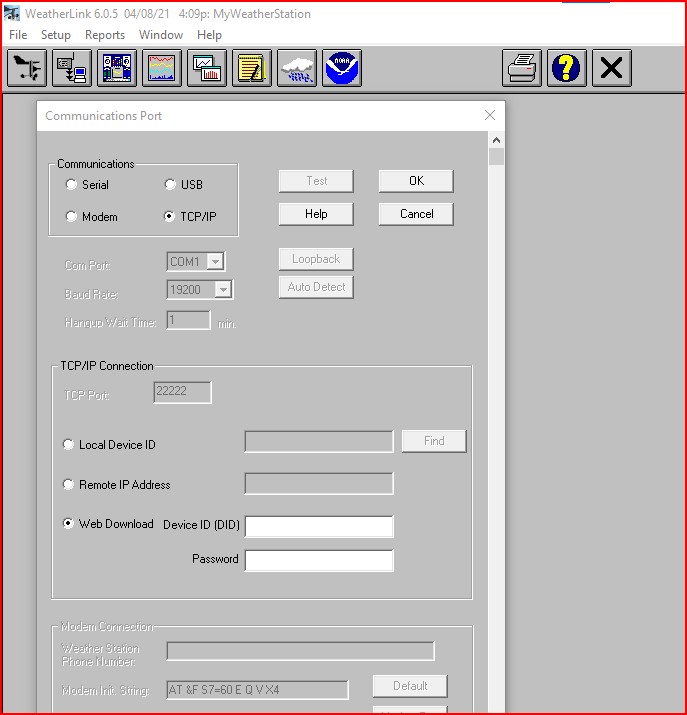 WeatherLink 6.0.5 04/08/21 4:09p: MyWeatherStation
File Setup Reports Window Help
NOAA
?
Communications Port
Communications
Serial USB
Modem TCP/IP
Test OK
Help Cancel
Com Port: COM1
Baud Rate: 19200
Hangup Wait Time: 1 min.
Loopback
Auto Detect
TCP/IP Connection
TCP Port: 22222
Local Device ID Find
Remote IP Address
Web Download Device ID (DID)
Password
Modem Connection
Weather Station
Phone Number:
Modem Init. String: AT &F S7=60 E Q V X4 Default